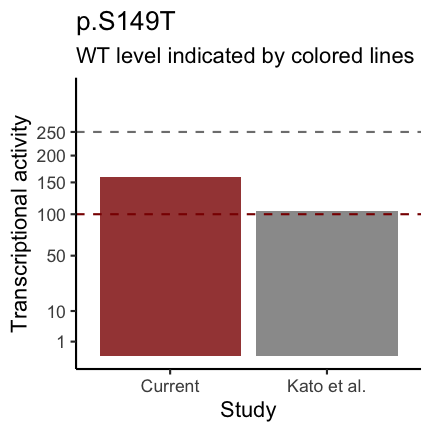 p.S149T
WT level indicated by colored lines
Transcriptional activity
250
200
150
100
50
10
1
Current
Kato et al.
Study